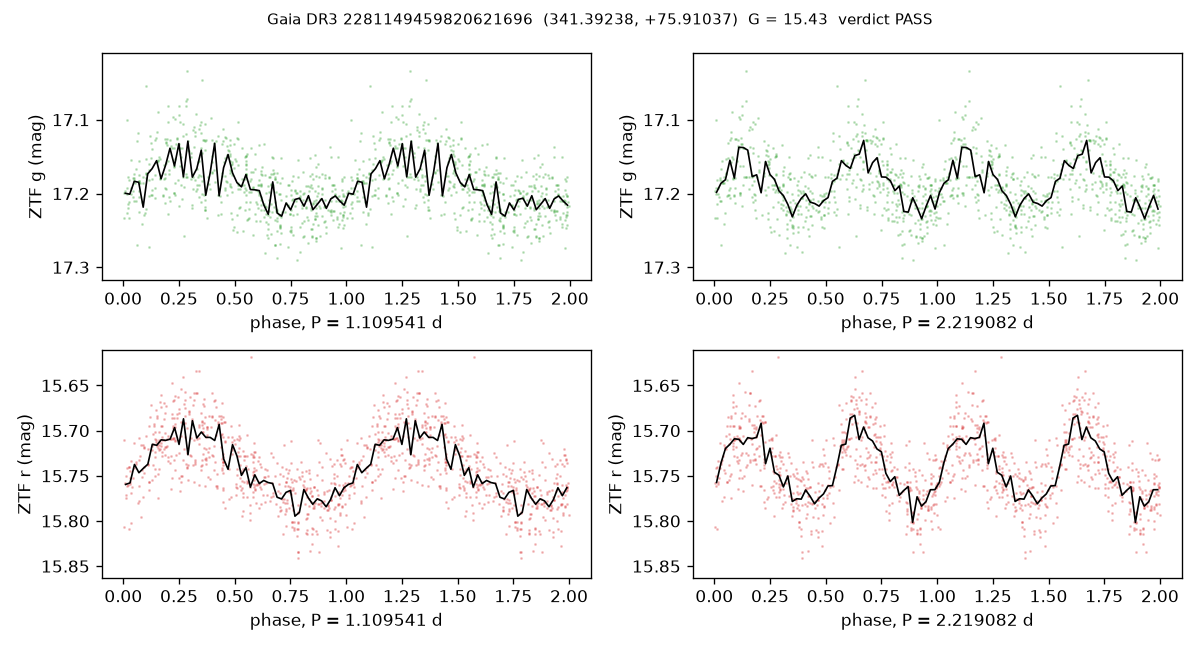 Gaia DR3 2281149459820621696 (341.39238, +75.91037) G = 15.43 verdict PASS
ZTF g (mag)
17.1
17.2
17.3
0.00 0.25 0.50 0.75 1.00 1.25 1.50 1.75 2.00
phase, P = 1.109541 d
ZTF g (mag)
17.1
17.2
17.3
0.00 0.25 0.50 0.75 1.00 1.25 1.50 1.75 2.00
phase, P = 2.219082 d
ZTF r (mag)
15.65
15.70
15.75
15.80
15.85
0.00 0.25 0.50 0.75 1.00 1.25 1.50 1.75 2.00
phase, P = 1.109541 d
ZTF r (mag)
15.65
15.70
15.75
15.80
15.85
0.00 0.25 0.50 0.75 1.00 1.25 1.50 1.75 2.00
phase, P = 2.219082 d